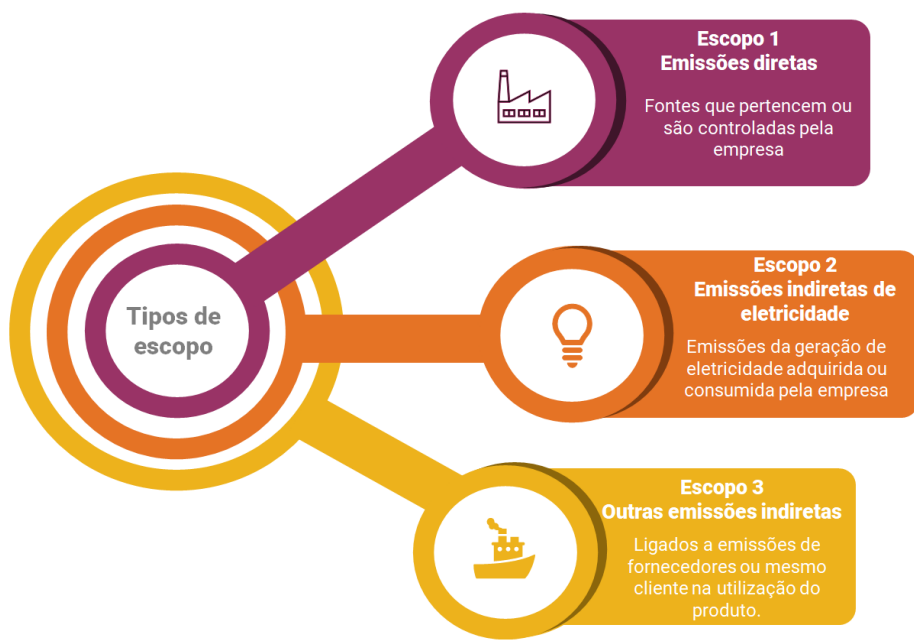 Escopo 1
Emissões diretas
Fontes que pertencem ou
são controladas pela
empresa
Tipos de
escopo
Escopo 2
Emissões indiretas de
eletricidade
Emissões da geração de
eletricidade adquirida ou
consumida pela empresa
Escopo 3
Outras emissões indiretas
Ligados a emissões de
fornecedores ou mesmo
cliente na utilização do
produto.